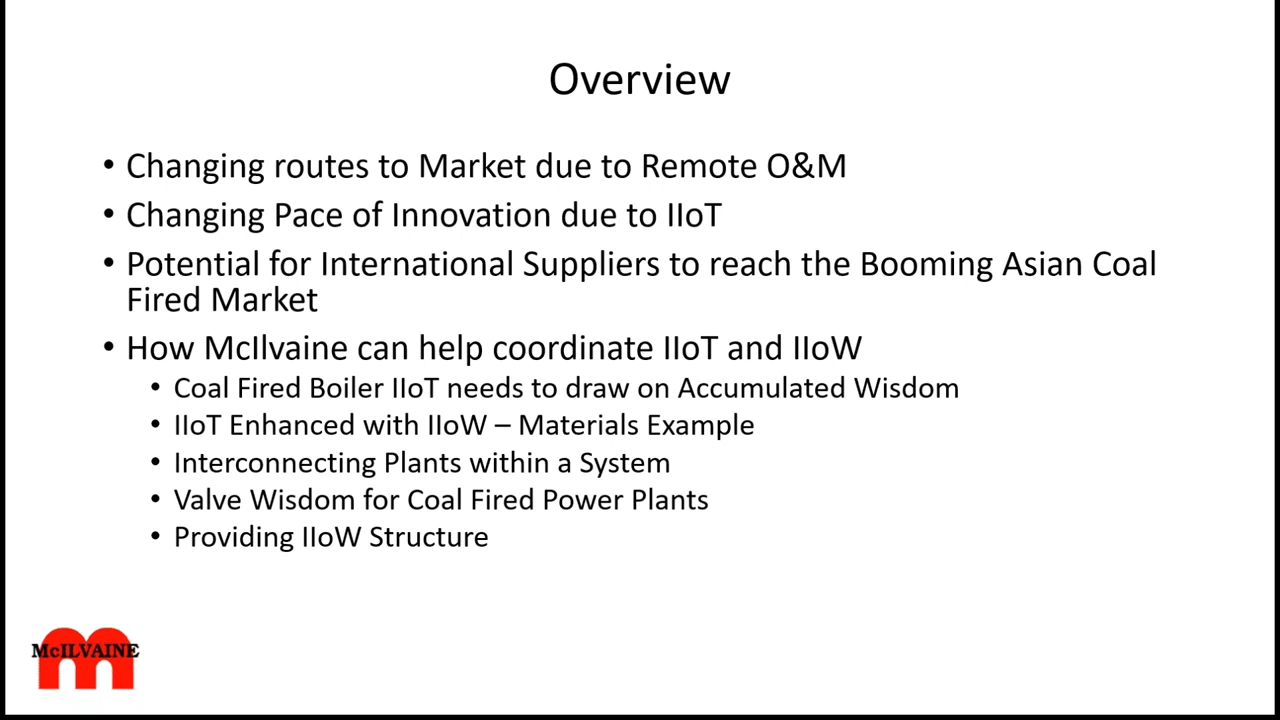 Overview
• Changing routes to Market due to Remote O&M
• Changing Pace of Innovation due to IIoT
• Potential for International Suppliers to reach the Booming Asian Coal
Fired Market
• How McIlvaine can help coordinate IIoT and IIoW
• Coal Fired Boiler IIoT needs to draw on Accumulated Wisdom
• IIoT Enhanced with IIoW – Materials Example
• Interconnecting Plants within a System
• Valve Wisdom for Coal Fired Power Plants
• Providing IIoW Structure
McILVAINE